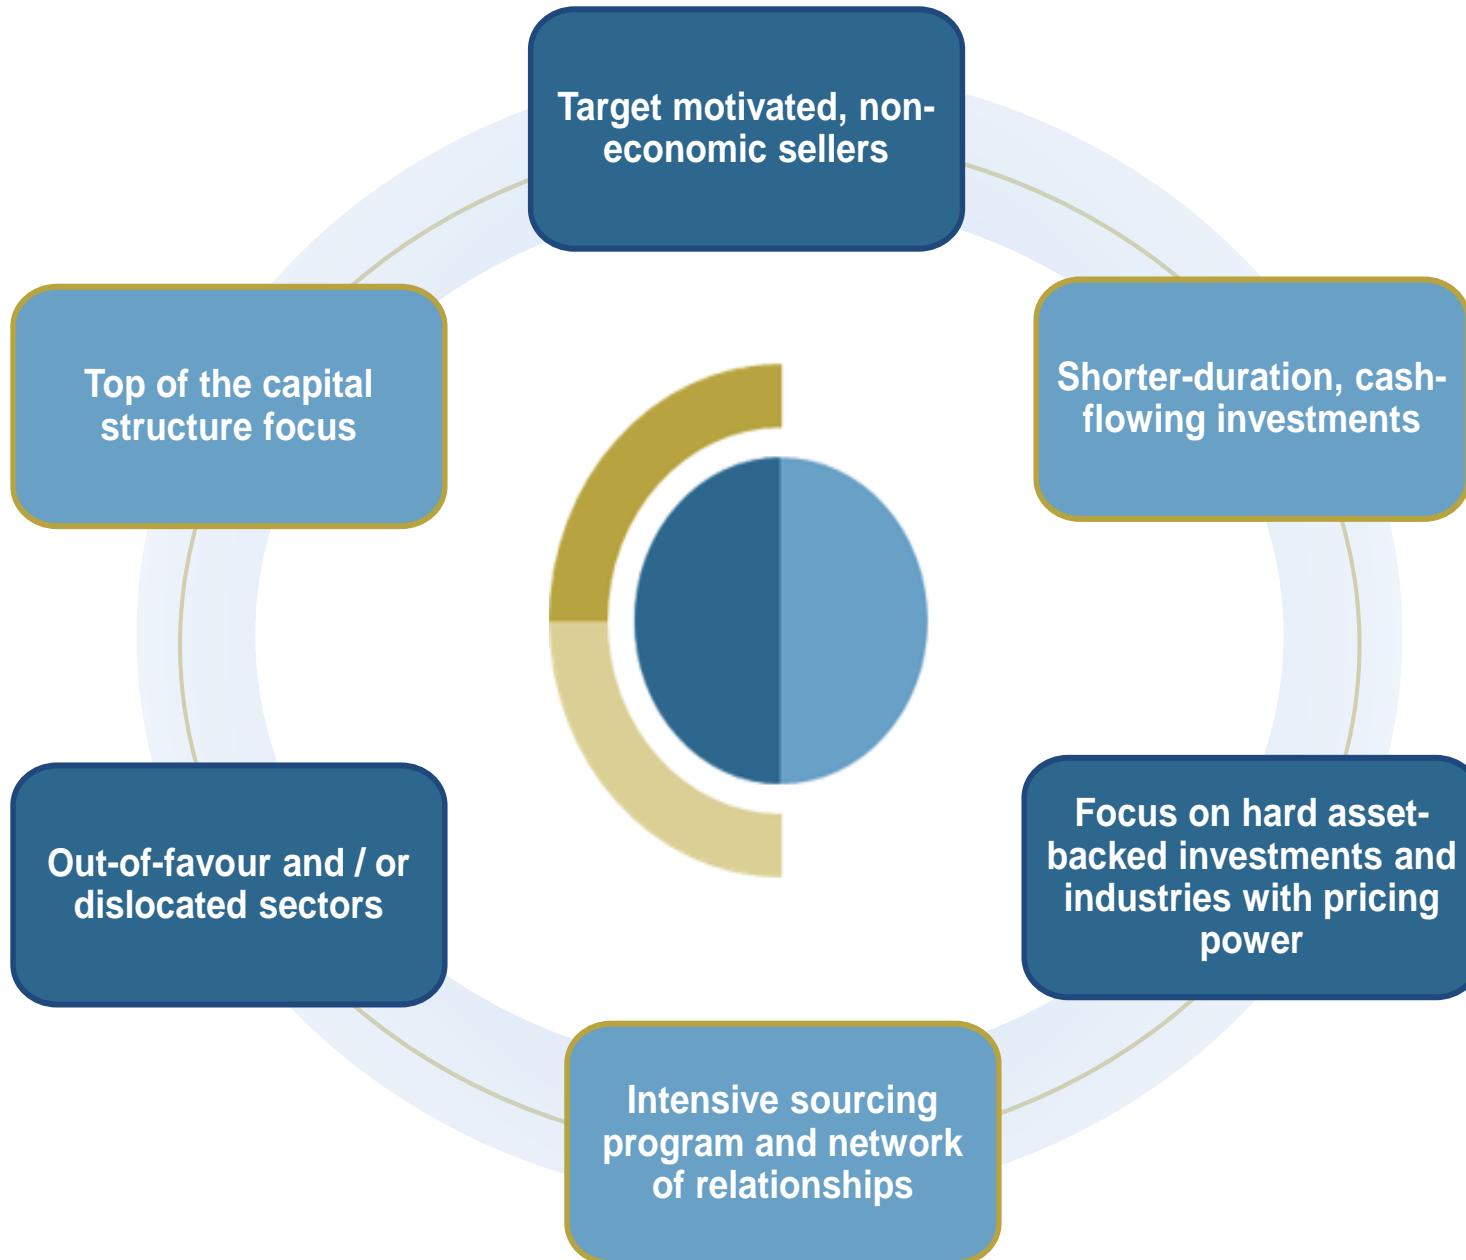 Target motivated, non-
economic sellers
Shorter-duration, cash-
flowing investments
Focus on hard asset-
backed investments and
industries with pricing
power
Intensive sourcing
program and network
of relationships
Out-of-favour and / or
dislocated sectors
Top of the capital
structure focus